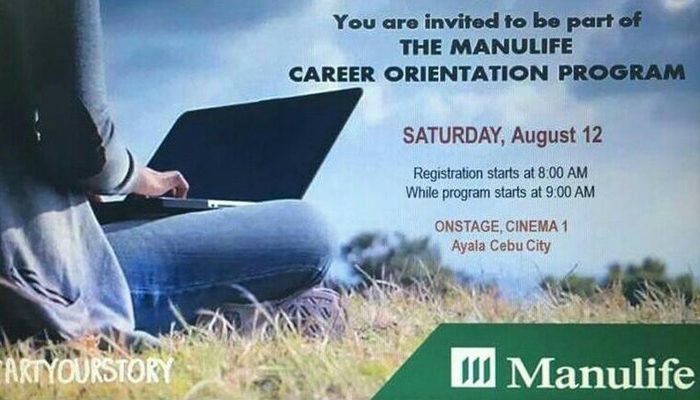 You are invited to be part of
THE MANULIFE
CAREER ORIENTATION PROGRAM
SATURDAY, August 12
Registration starts at 8:00 AM
While program starts at 9:00 AM
ONSTAGE, CINEMA 1
Ayala Cebu City
ARTYOURSTORY
Manulife